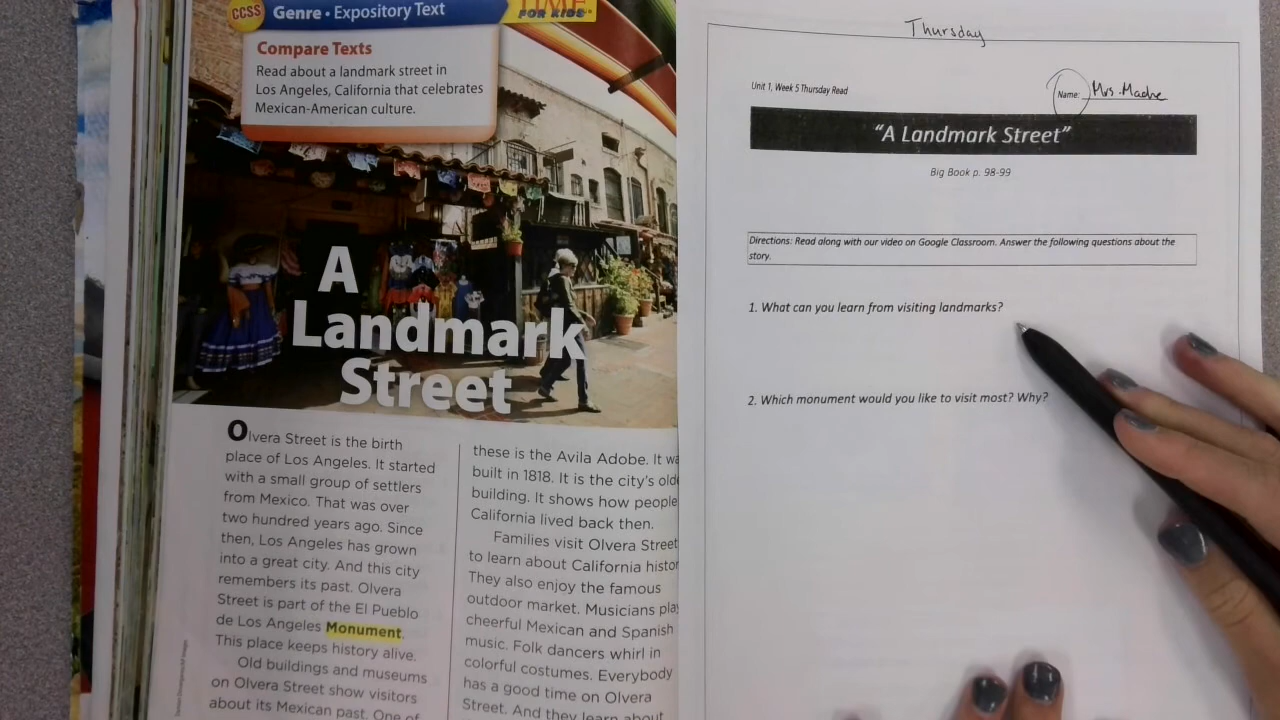 CCSS
Genre • Expository Text
TIME
FOR KIDS
Compare Texts
Read about a landmark street in
Los Angeles, California that celebrates
Mexican-American culture.
A
Landmark
Street
Olvera Street is the birth
place of Los Angeles. It started
with a small group of settlers
from Mexico. That was over
two hundred years ago. Since
then, Los Angeles has grown
into a great city. And this city
remembers its past. Olvera
Street is part of the El Pueblo
de Los Angeles Monument.
This place keeps history alive.
Old buildings and museums
on Olvera Street show visitors
about its Mexican past. One of
these is the Avila Adobe. It wa
built in 1818. It is the city's olde
building. It shows how people
California lived back then.
Families visit Olvera Street
to learn about California histor
They also enjoy the famous
outdoor market. Musicians play
cheerful Mexican and Spanish
music. Folk dancers whirl in
colorful costumes. Everybody
has a good time on Olvera
Street. And they learn about
Thursday
Unit 1, Week 5 Thursday Read
Name: Mrs. Madre
"A Landmark Street"
Big Book p. 98-99
Directions: Read along with our video on Google Classroom. Answer the following questions about the
story.
1. What can you learn from visiting landmarks?
2. Which monument would you like to visit most? Why?